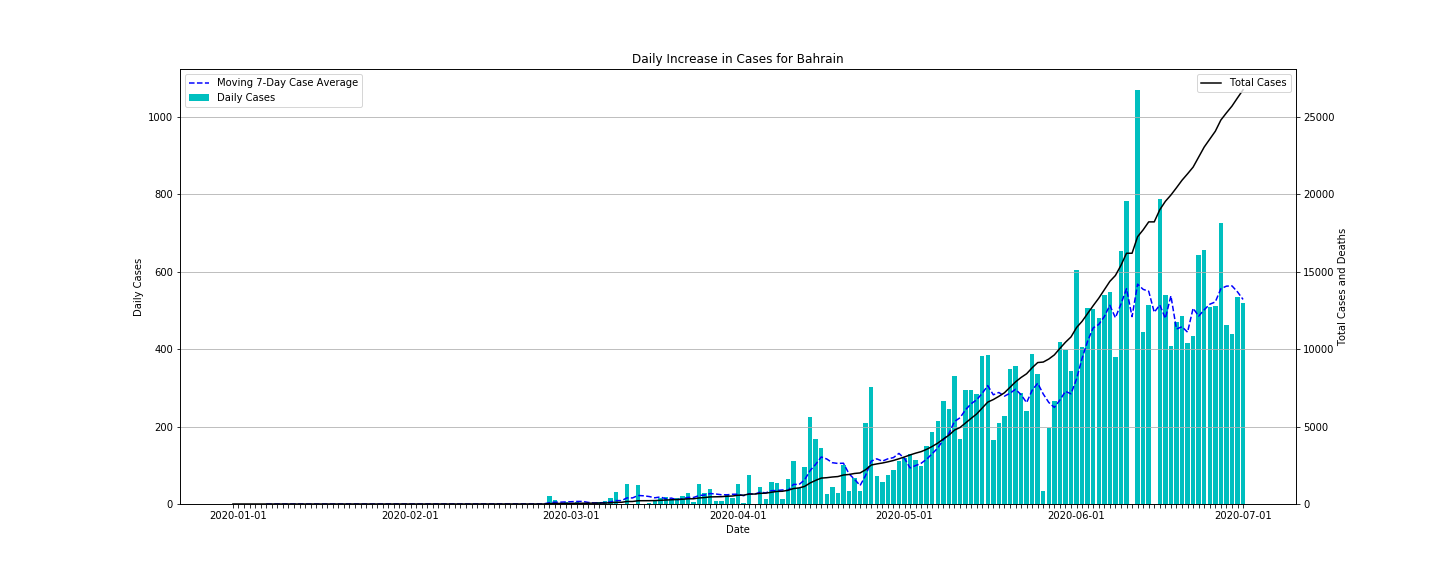 Daily Increase in Cases for Bahrain
Moving 7-Day Case Average
Daily Cases
Total Cases
1000
800
600
400
200
0
Daily Cases
25000
20000
15000
10000
5000
0
Total Cases and Deaths
2020-01-01
2020-02-01
2020-03-01
2020-04-01
2020-05-01
2020-06-01
2020-07-01
Date